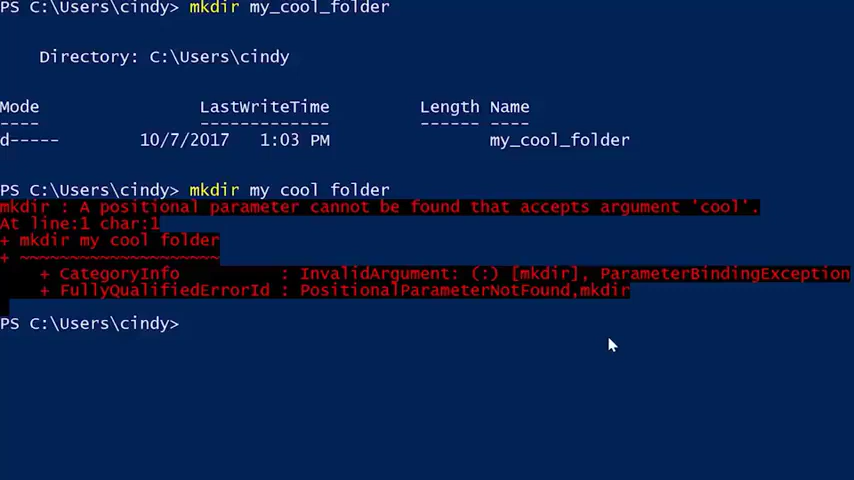 PS C:\Users\cindy> mkdir my_cool_folder
Directory: C:\Users\cindy
Mode LastWriteTime Length Name
---- ------------- ------ ----
d----- 10/7/2017 1:03 PM my_cool_folder
PS C:\Users\cindy> mkdir my cool folder
mkdir : A positional parameter cannot be found that accepts argument 'cool'.
At line:1 char:1
+ mkdir my cool folder
+ ~~~~~~~~~~~~~~~~~~~~
+ CategoryInfo : InvalidArgument: (:) [mkdir], ParameterBindingException
+ FullyQualifiedErrorId : PositionalParameterNotFound,mkdir
PS C:\Users\cindy>